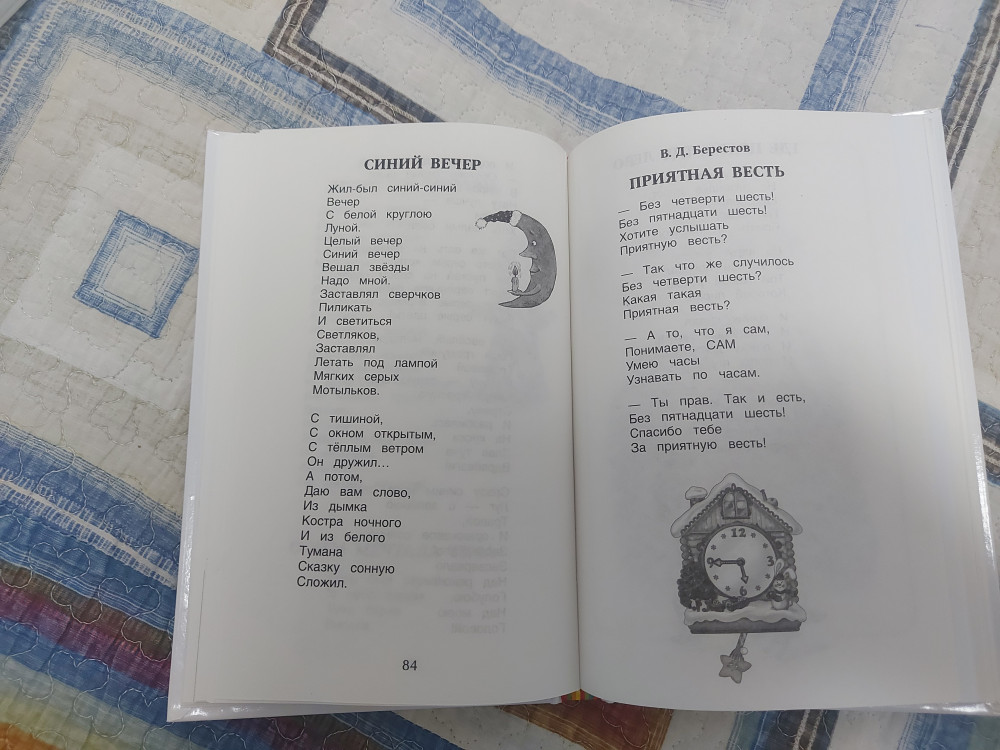 СИНИЙ ВЕЧЕР
Жил-был синий-синий
Вечер
С белой круглою
Луной.
Целый вечер
Синий вечер
Вешал звёзды
Надо мной.
Заставлял сверчков
Пиликать
И светиться
Светляков,
Заставлял
Летать под лампой
Мягких серых
Мотыльков.
С тишиной,
С окном открытым,
С тёплым ветром
Он дружил...
А потом,
Даю вам слово,
Из дымка
Костра ночного
И из белого
Тумана
Сказку сонную
Сложил.
84
В. Д. Берестов
ПРИЯТНАЯ ВЕСТЬ
— Без четверти шесть!
Без пятнадцати шесть!
Хотите услышать
Приятную весть?
— Так что же случилось
Без четверти шесть?
Какая такая
Приятная весть?
— А то, что я сам,
Понимаете, САМ
Умею часы
Узнавать по часам.
— Ты прав. Так и есть,
Без пятнадцати шесть!
Спасибо тебе
За приятную весть!
12
9
3
6